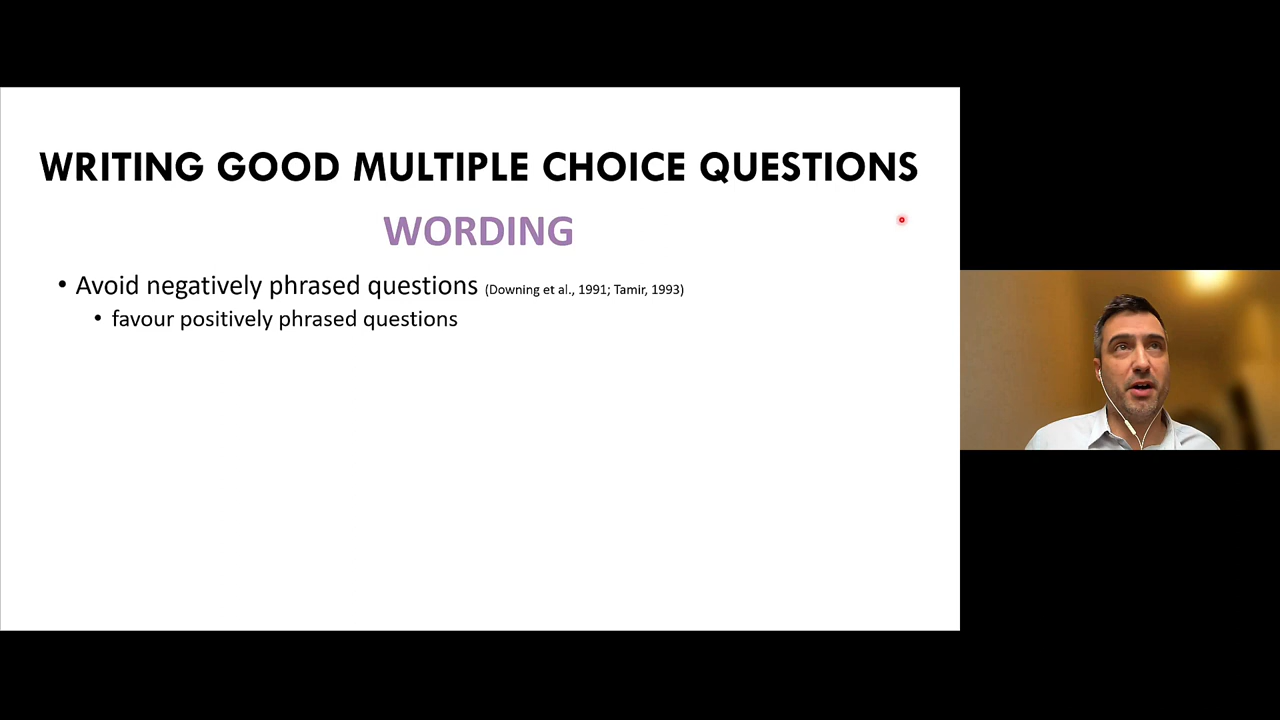 WRITING GOOD MULTIPLE CHOICE QUESTIONS
WORDING
• Avoid negatively phrased questions (Downing et al., 1991; Tamir, 1993)
• favour positively phrased questions